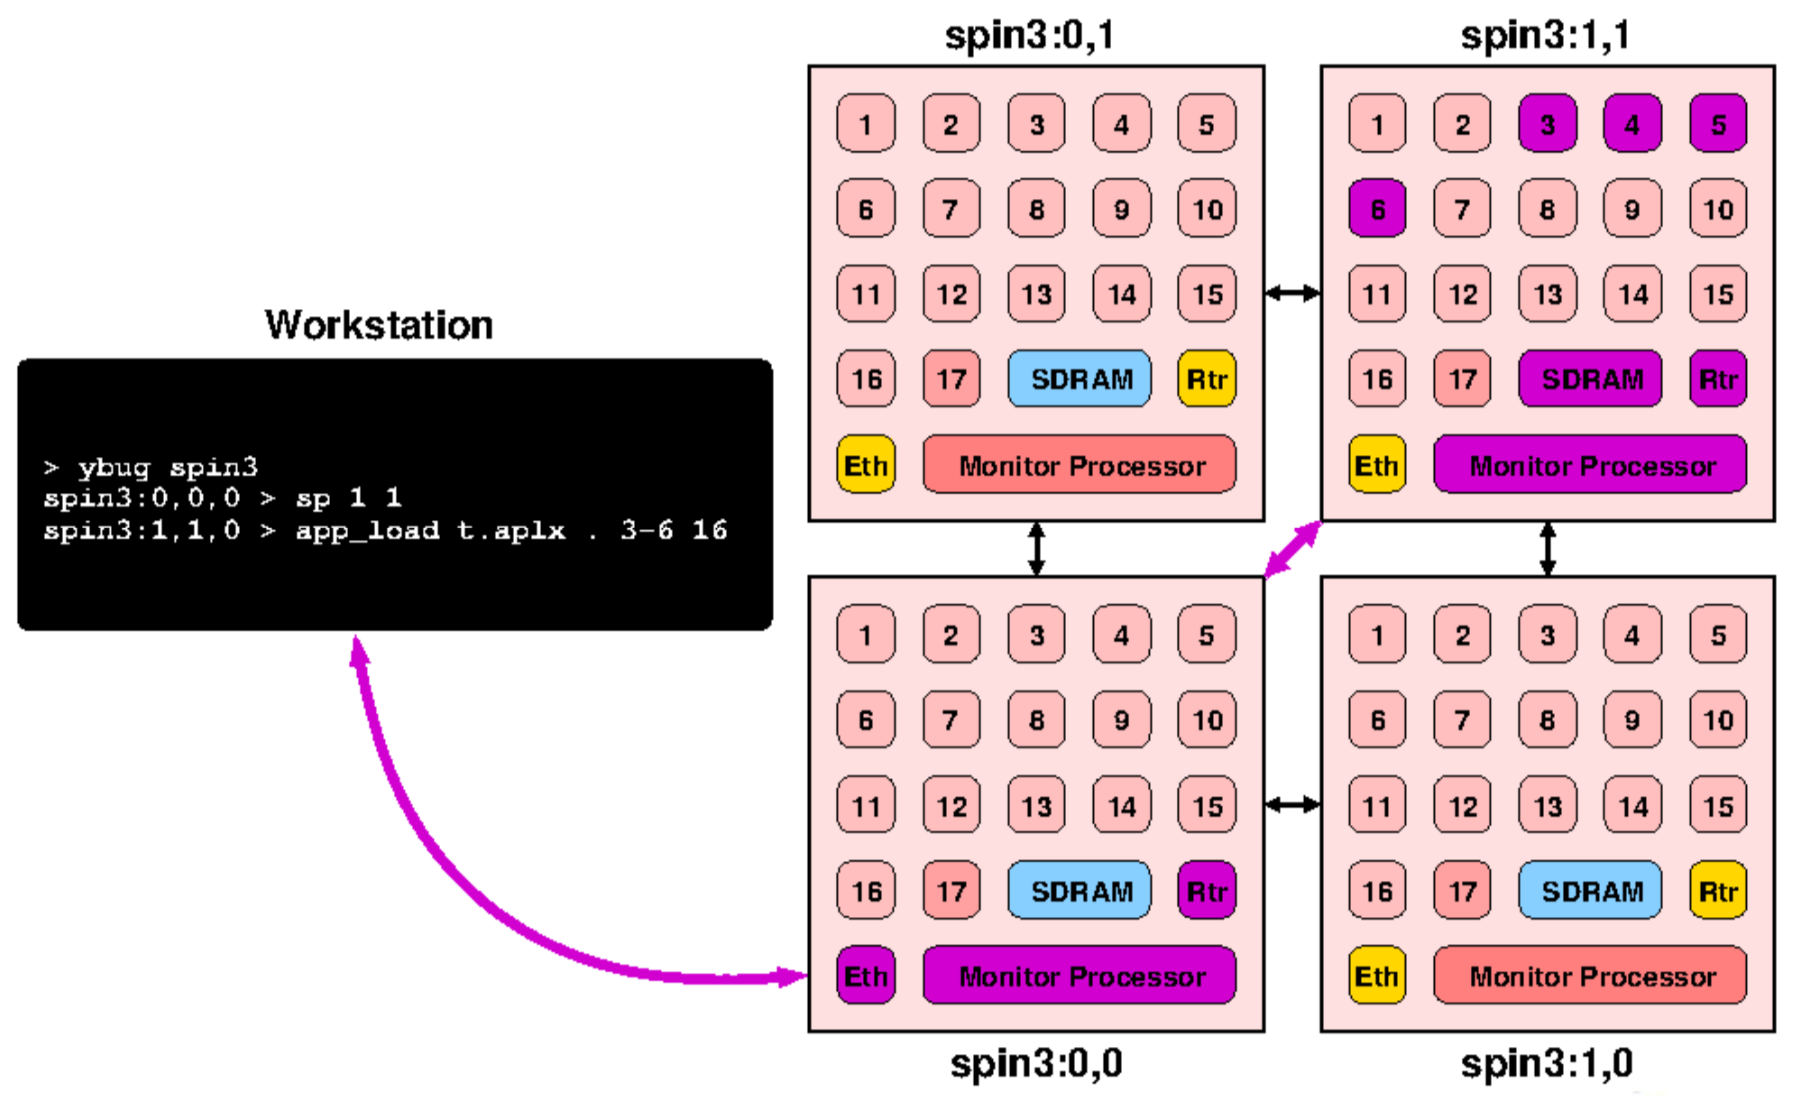 spin3:0,1
spin3:1,1
1 2 3 4 5
6 7 8 9 10
11 12 13 14 15
16 17 SDRAM Rtr
Eth Monitor Processor
1 2 3 4 5
6 7 8 9 10
11 12 13 14 15
16 17 SDRAM Rtr
Eth Monitor Processor
Workstation
> ybug spin3
spin3:0,0,0 > sp 1 1
spin3:1,1,0 > app_load t.aplx . 3-6 16
1 2 3 4 5
6 7 8 9 10
11 12 13 14 15
16 17 SDRAM Rtr
Eth Monitor Processor
1 2 3 4 5
6 7 8 9 10
11 12 13 14 15
16 17 SDRAM Rtr
Eth Monitor Processor
spin3:0,0
spin3:1,0